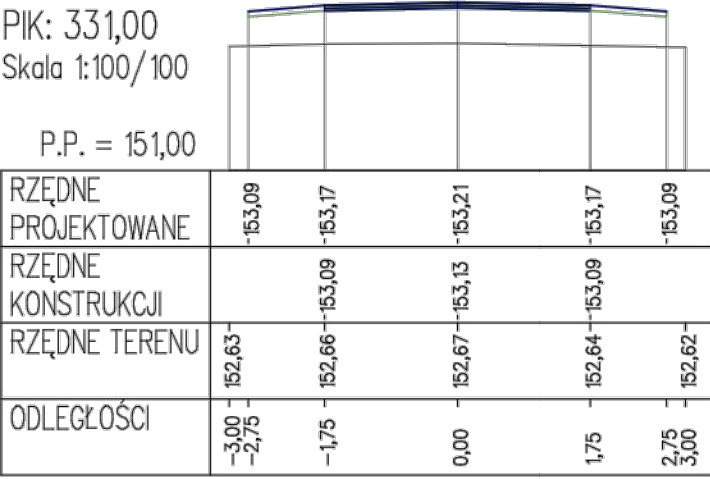 PIK: 331,00
Skala 1:100/100
P.P. = 151,00
RZĘDNE
PROJEKTOWANE
-153,09
-153,17
-153,21
-153,17
-153,09
RZĘDNE
KONSTRUKCJI
-153,09
-153,13
-153,09
RZĘDNE TERENU
152,63
152,66
152,67
152,64
152,62
ODLEGŁOŚCI
-3,00
-2,75
-1,75
0,00
1,75
2,75
3,00